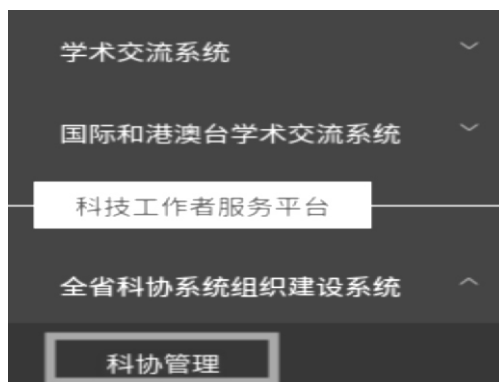 学术交流系统
国际和港澳台学术交流系统
科技工作者服务平台
全省科协系统组织建设系统
科协管理